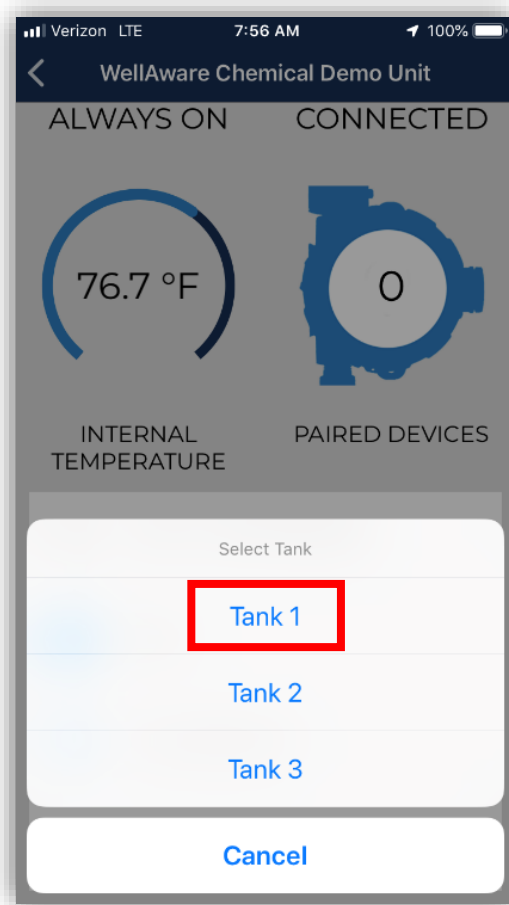 Verizon LTE 7:56 AM 100%
WellAware Chemical Demo Unit
ALWAYS ON CONNECTED
76.7 °F 0
INTERNAL TEMPERATURE
PAIRED DEVICES
Select Tank
Tank 1
Tank 2
Tank 3
Cancel